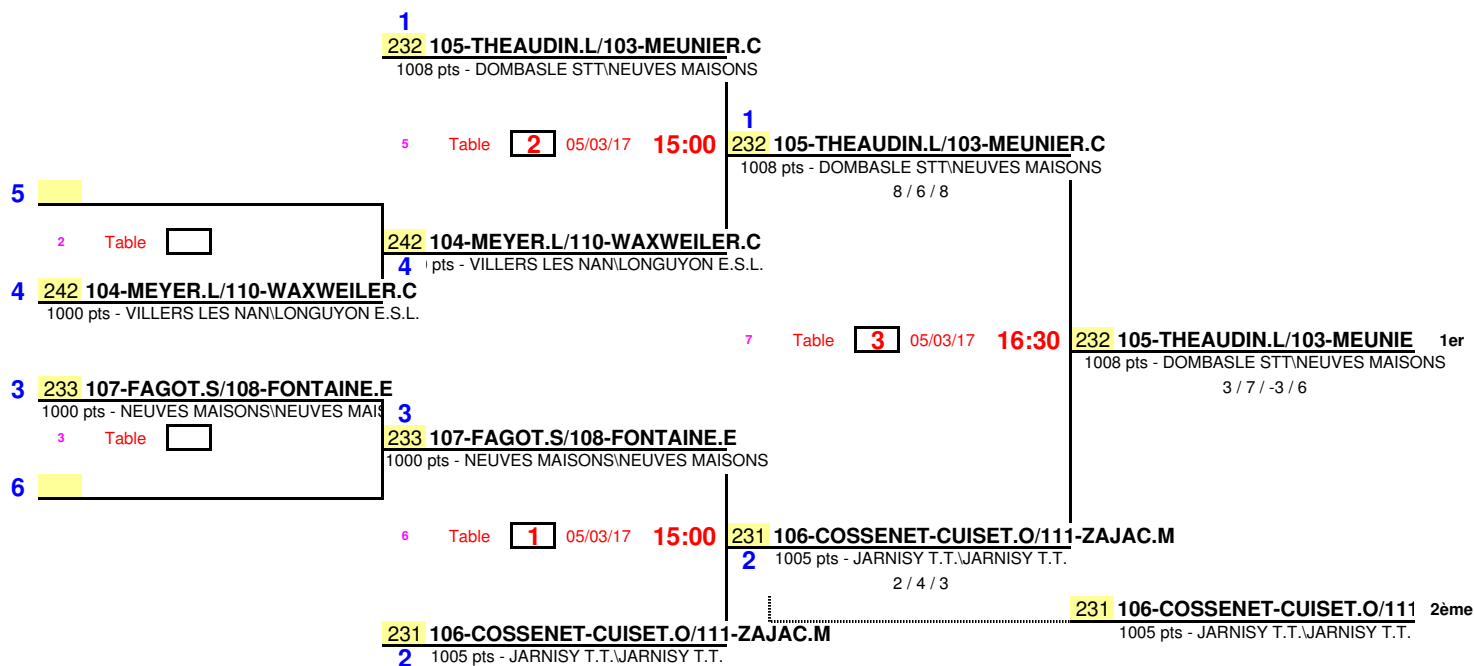 1
232 105-THEAUDIN.L/103-MEUNIER.C
1008 pts - DOMBASLE STT\NEUVES MAISONS
1
5 Table 2 05/03/17 15:00 232 105-THEAUDIN.L/103-MEUNIER.C
1008 pts - DOMBASLE STT\NEUVES MAISONS
8 / 6 / 8
5
2 Table 242 104-MEYER.L/110-WAXWEILER.C
4 pts - VILLERS LES NAN\LONGUYON E.S.L.
4 242 104-MEYER.L/110-WAXWEILER.C
1000 pts - VILLERS LES NAN\LONGUYON E.S.L.
7 Table 3 05/03/17 16:30 232 105-THEAUDIN.L/103-MEUNIE 1er
1008 pts - DOMBASLE STT\NEUVES MAISONS
3 / 7 / -3 / 6
3 233 107-FAGOT.S/108-FONTAINE.E
1000 pts - NEUVES MAISONS\NEUVES MAIS
3
3 Table 233 107-FAGOT.S/108-FONTAINE.E
1000 pts - NEUVES MAISONS\NEUVES MAISONS
6
6 Table 1 05/03/17 15:00 231 106-COSSENET-CUISET.O/111-ZAJAC.M
2 1005 pts - JARNISY T.T.\JARNISY T.T.
2 / 4 / 3
231 106-COSSENET-CUISET.O/111 2ème
1005 pts - JARNISY T.T.\JARNISY T.T.
231 106-COSSENET-CUISET.O/111-ZAJAC.M
2 1005 pts - JARNISY T.T.\JARNISY T.T.